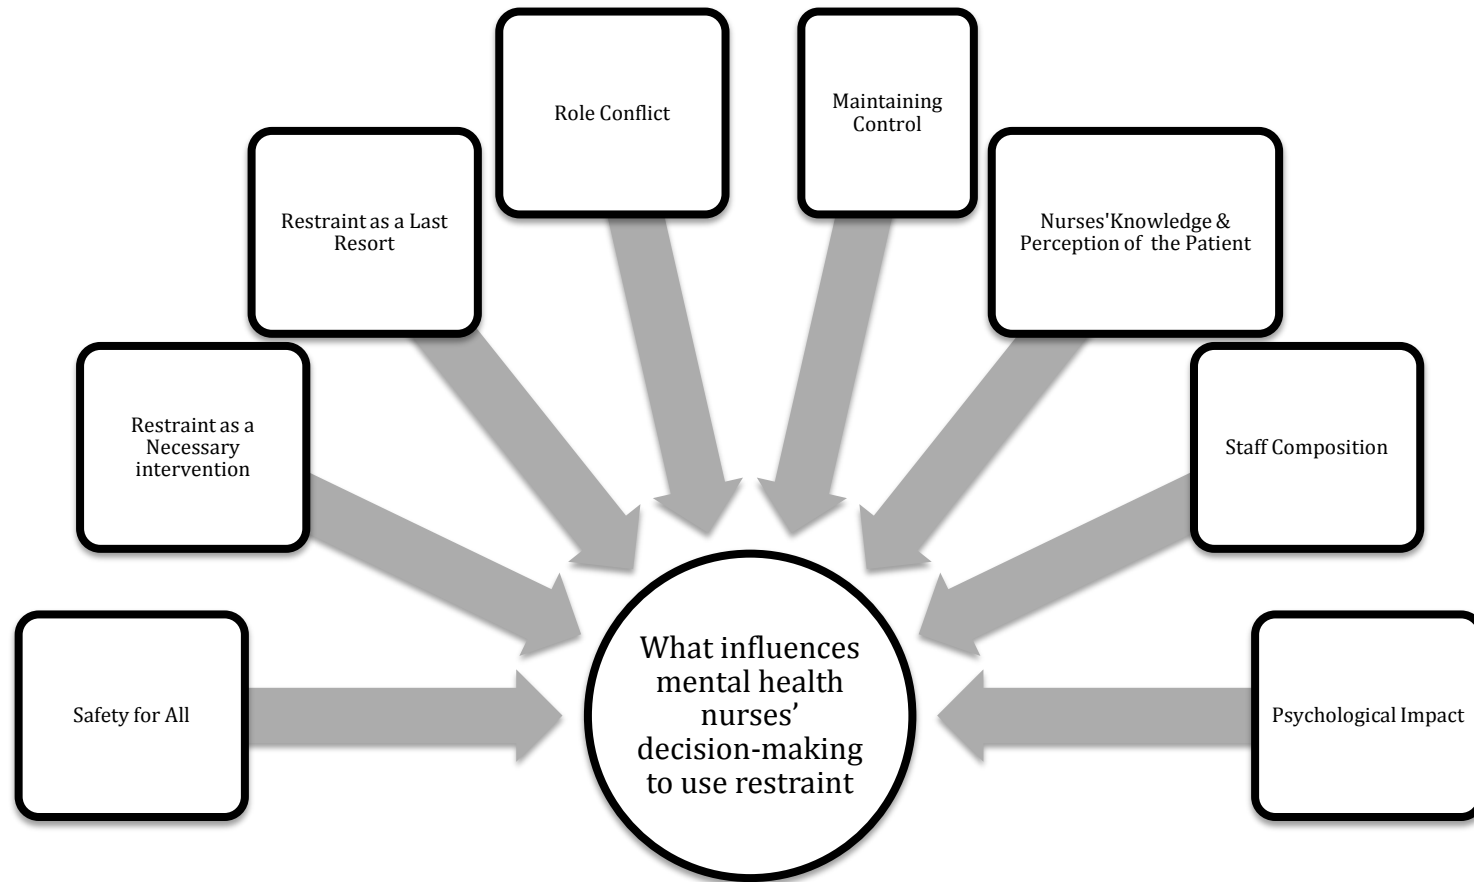 Role Conflict
Maintaining
Control
Restraint as a Last
Resort
Nurses'Knowledge &
Perception of the Patient
Restraint as a
Necessary
intervention
Staff Composition
Safety for All
What influences
mental health
nurses’
decision-making
to use restraint
Psychological Impact